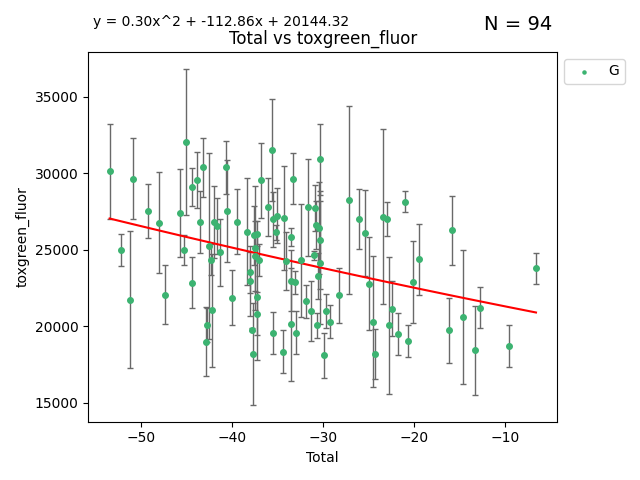 y = 0.30x^2 + -112.86x + 20144.32
N = 94
Total vs toxgreen_fluor
G
35000
30000
25000
20000
15000
toxgreen_fluor
−50
−40
−30
−20
−10
Total